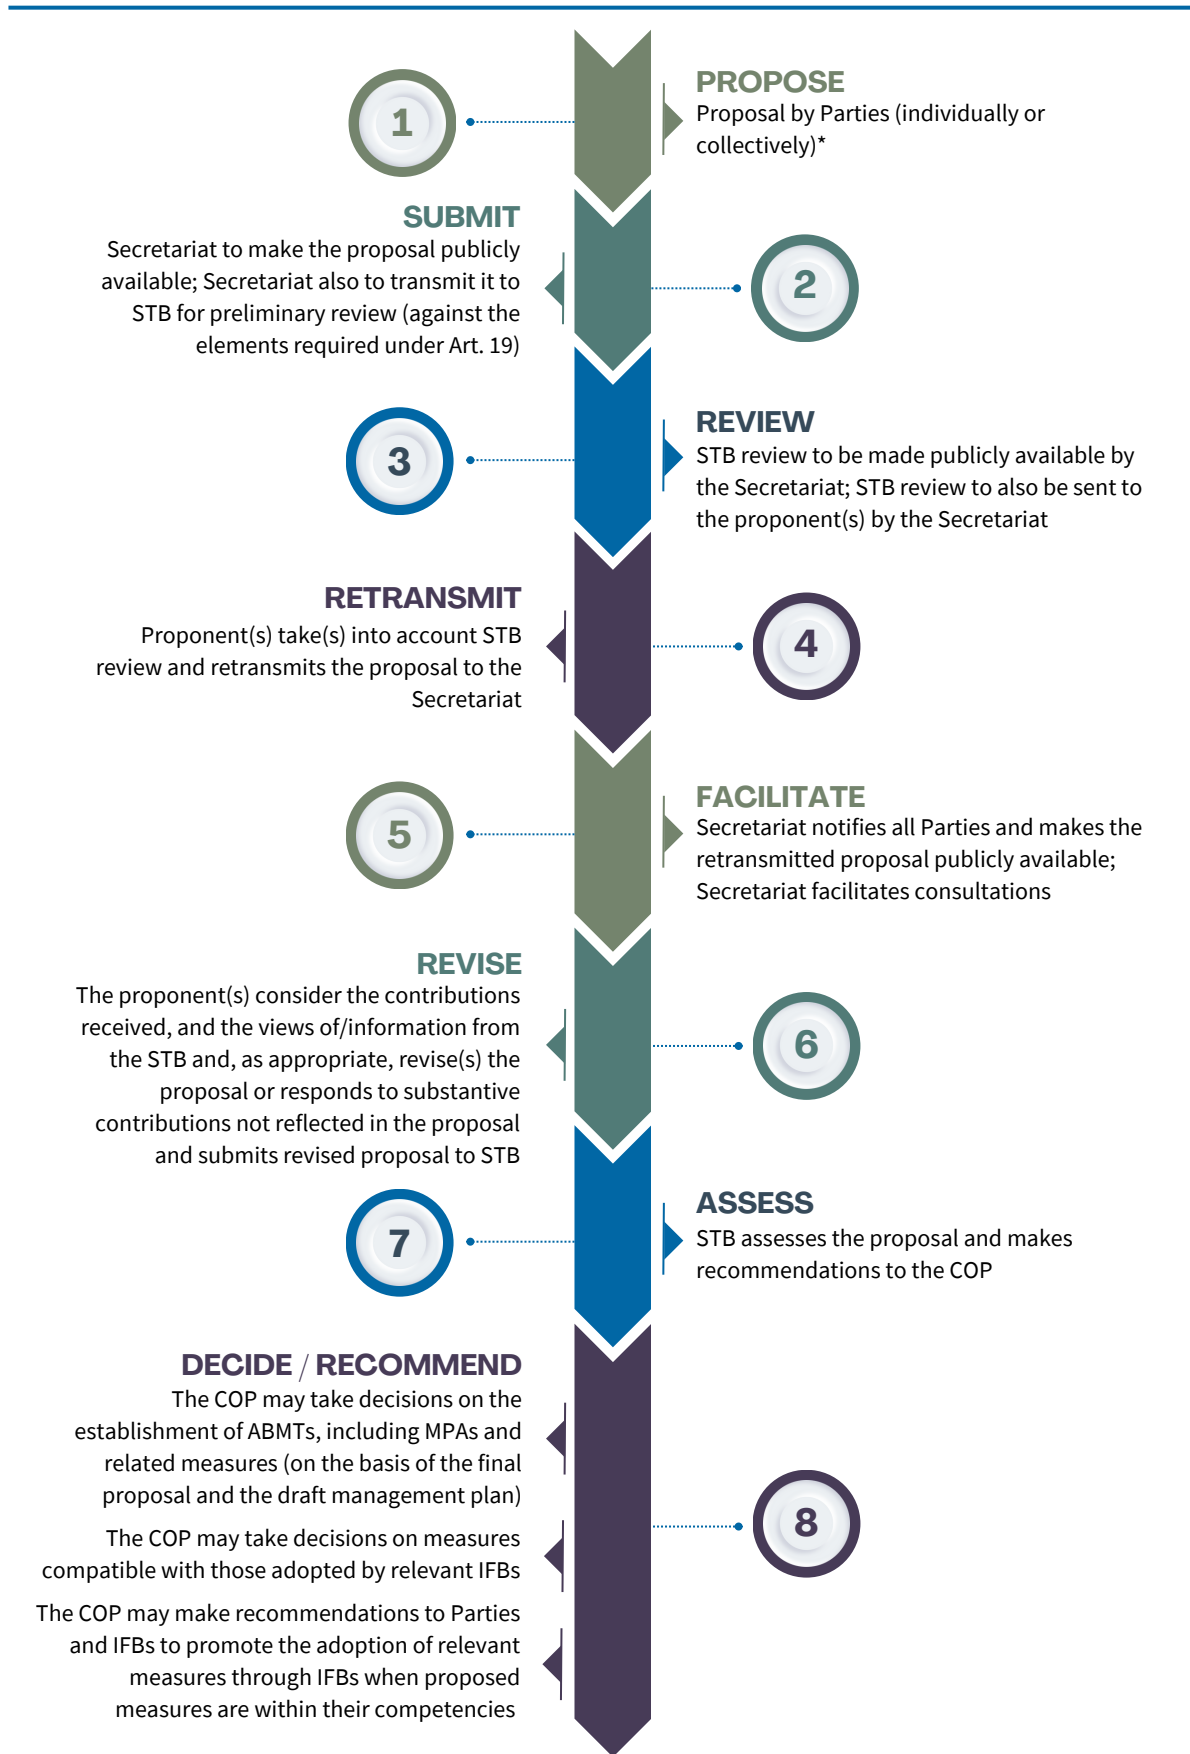 1
PROPOSE
Proposal by Parties (individually or
collectively)*
SUBMIT
Secretariat to make the proposal publicly
available; Secretariat also to transmit it to
STB for preliminary review (against the
elements required under Art. 19)
2
3
REVIEW
STB review to be made publicly available by
the Secretariat; STB review to also be sent to
the proponent(s) by the Secretariat
RETRANSMIT
Proponent(s) take(s) into account STB
review and retransmits the proposal to the
Secretariat
4
5
FACILITATE
Secretariat notifies all Parties and makes the
retransmitted proposal publicly available;
Secretariat facilitates consultations
REVISE
The proponent(s) consider the contributions
received, and the views of/information from
the STB and, as appropriate, revise(s) the
proposal or responds to substantive
contributions not reflected in the proposal
and submits revised proposal to STB
6
7
ASSESS
STB assesses the proposal and makes
recommendations to the COP
DECIDE / RECOMMEND
The COP may take decisions on the
establishment of ABMTs, including MPAs and
related measures (on the basis of the final
proposal and the draft management plan)
The COP may take decisions on measures
compatible with those adopted by relevant IFBs
The COP may make recommendations to Parties
and IFBs to promote the adoption of relevant
measures through IFBs when proposed
measures are within their competencies
8